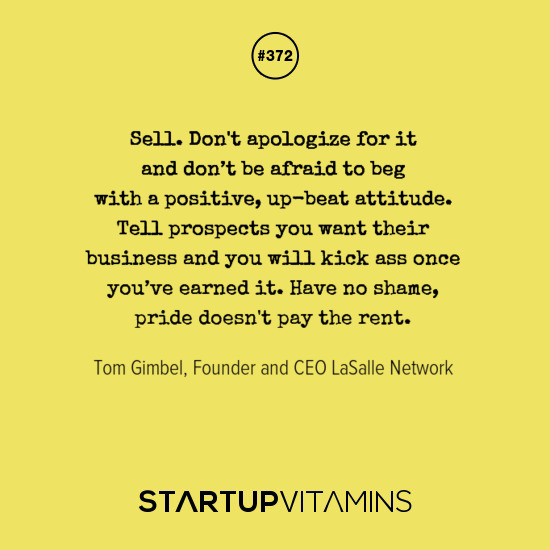 #372
Sell. Don't apologize for it
and don’t be afraid to beg
with a positive, up-beat attitude.
Tell prospects you want their
business and you will kick ass once
you’ve earned it. Have no shame,
pride doesn't pay the rent.
Tom Gimbel, Founder and CEO LaSalle Network
STARTUPVITAMINS